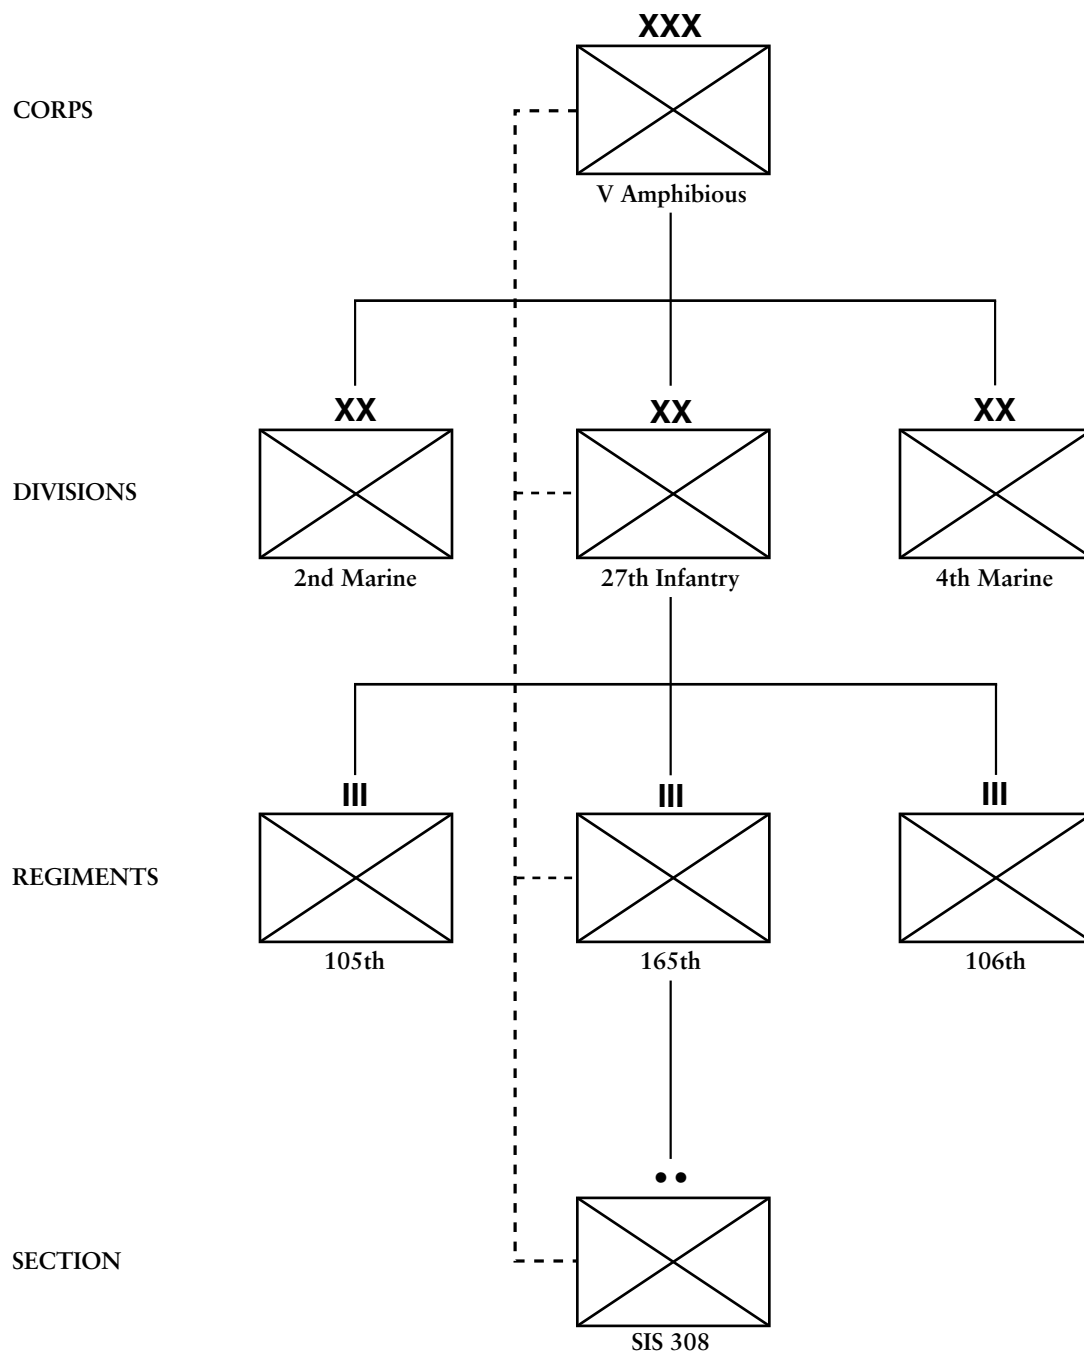 XXX
CORPS
V Amphibious
XX XX XX
DIVISIONS
2nd Marine 27th Infantry 4th Marine
III III III
REGIMENTS
105th 165th 106th
••
SECTION
SIS 308